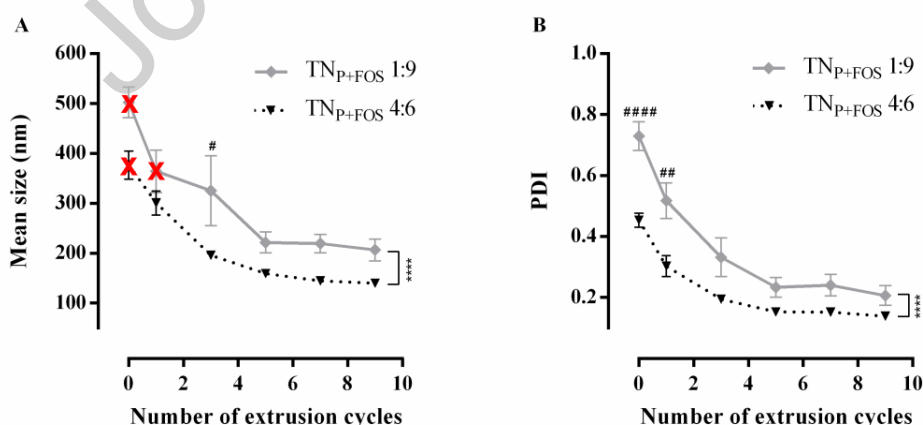 Jo
A
600
500
400
300
200
100
Mean size (nm)
TNP+FOS 1:9
TNP+FOS 4:6
X
X
X
#
****
0 2 4 6 8 10
Number of extrusion cycles
B
1.0
0.8
0.6
0.4
0.2
PDI
TNP+FOS 1:9
TNP+FOS 4:6
####
##
****
0 2 4 6 8 10
Number of extrusion cycles